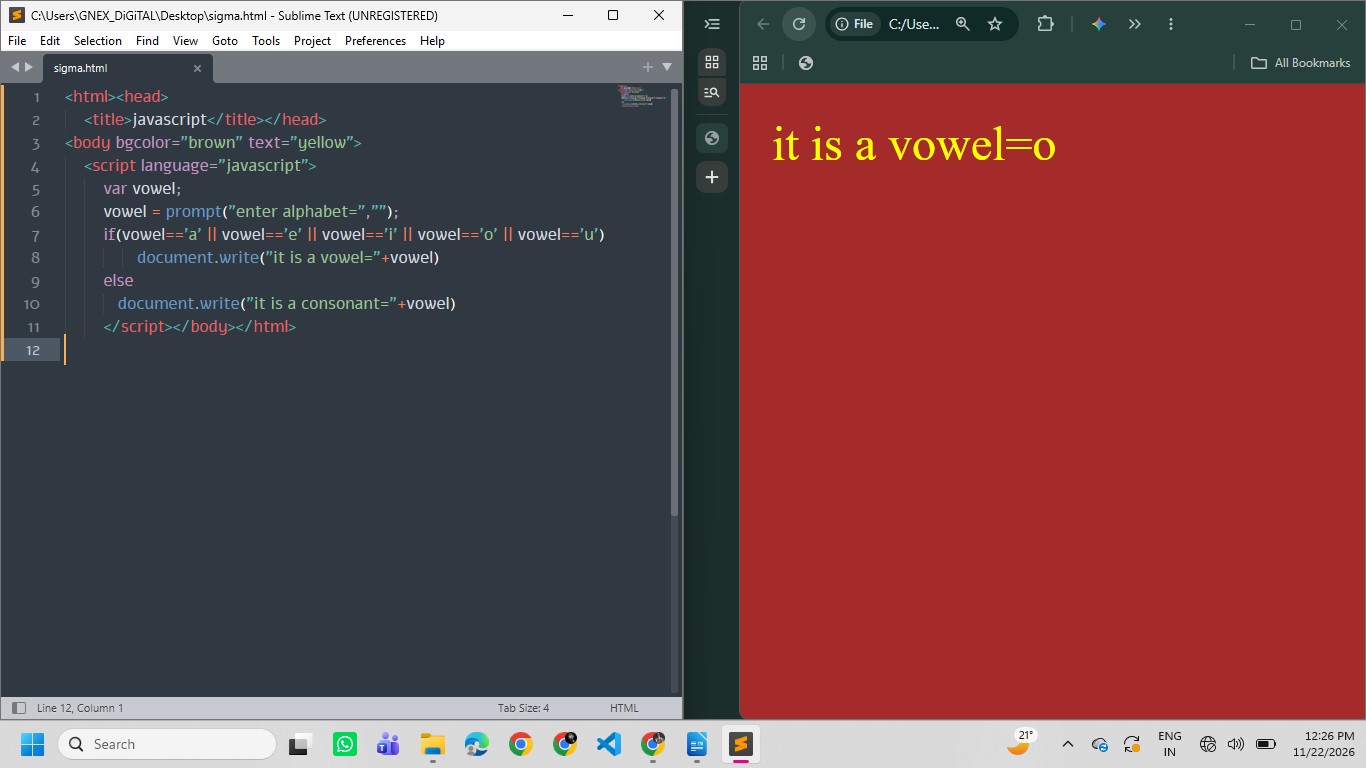 C:\Users\GNEX_DiGiTAL\Desktop\sigma.html - Sublime Text (UNREGISTERED)
File Edit Selection Find View Goto Tools Project Preferences Help
sigma.html
1 <html><head>
2 <title>javascript</title></head>
3 <body bgcolor="brown" text="yellow">
4 <script language="javascript">
5 var vowel;
6 vowel = prompt("enter alphabet=","");
7 if(vowel=='a' || vowel=='e' || vowel=='i' || vowel=='o' || vowel=='u')
8 document.write("it is a vowel="+vowel)
9 else
10 document.write("it is a consonant="+vowel)
11 </script></body></html>
12
Line 12, Column 1 Tab Size: 4 HTML
File C:/Use...
All Bookmarks
it is a vowel=o
Search
21°
ENG
IN
12:26 PM
11/22/2026